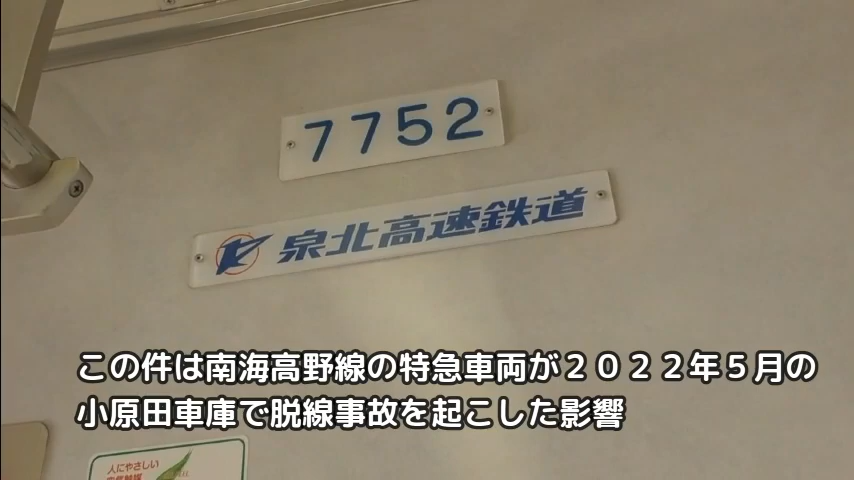 7752
泉北高速鉄道
この件は南海高野線の特急車両が２０２２年５月の
小原田車庫で脱線事故を起こした影響
人にやさしい